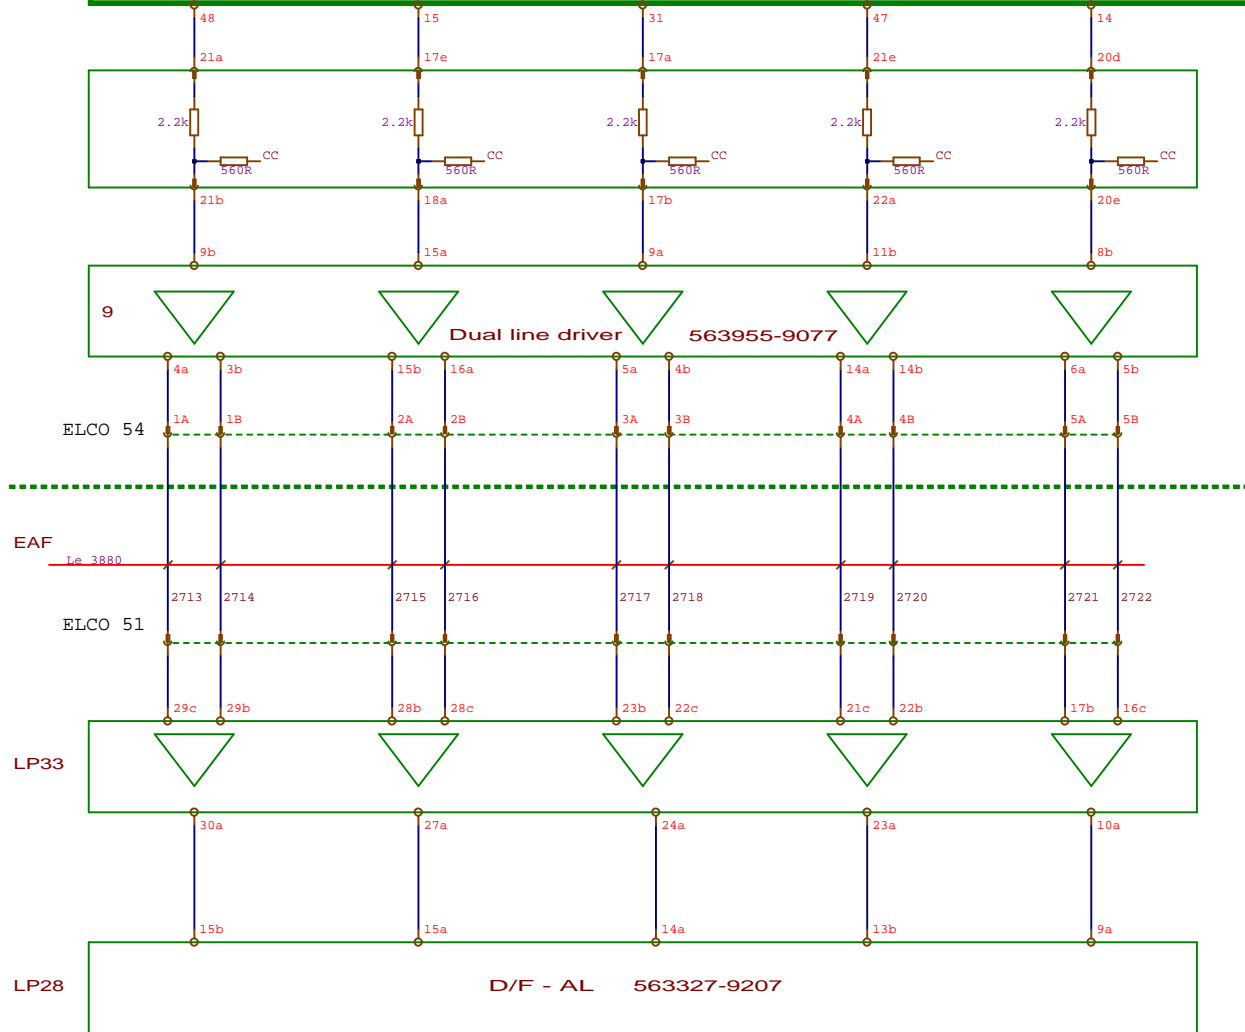 48 15 31 47 14
21a 17e 17a 21e 20d
2.2k 2.2k 2.2k 2.2k 2.2k
CC CC CC CC CC
560R 560R 560R 560R 560R
21b 18a 17b 22a 20e
9b 15a 9a 11b 8b
9
Dual line driver 563955-9077
4a 3b 15b 16a 5a 4b 14a 14b 6a 5b
1A 1B 2A 2B 3A 3B 4A 4B 5A 5B
ELCO 54
EAF
Le 3880
2713 2714 2715 2716 2717 2718 2719 2720 2721 2722
ELCO 51
29c 29b 28b 28c 23b 22c 21c 22b 17b 16c
LP33
30a 27a 24a 23a 10a
15b 15a 14a 13b 9a
LP28 D/F - AL 563327-9207